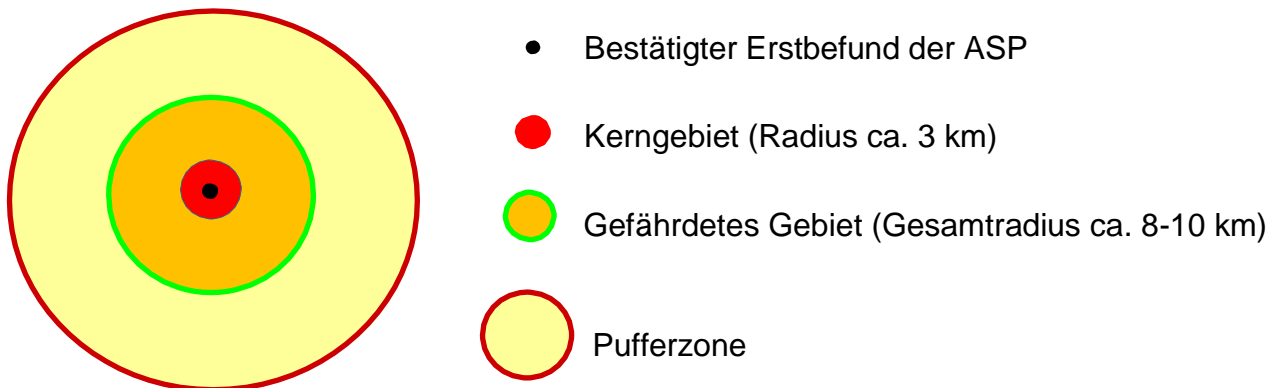 Bestätigter Erstbefund der ASP
Kerngebiet (Radius ca. 3 km)
Gefährdetes Gebiet (Gesamtradius ca. 8-10 km)
Pufferzone